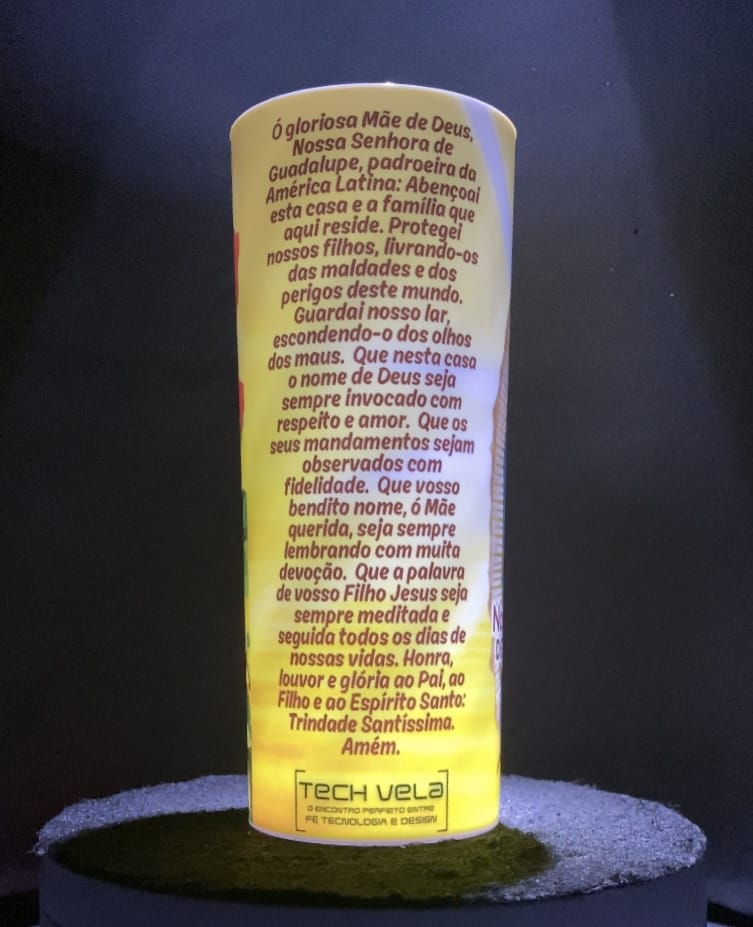 Ó gloriosa Mãe de Deus,
Nossa Senhora de
Guadalupe, padroeira da
América Latina: Abençoai
esta casa e a família que
aqui reside. Protegei
nossos filhos, livrando-os
das maldades e dos
perigos deste mundo.
Guardai nosso lar,
escondendo-o dos olhos
dos maus. Que nesta casa
o nome de Deus seja
sempre invocado com
respeito e amor. Que os
seus mandamentos sejam
observados com
fidelidade. Que vosso
bendito nome, ó Mãe
querida, seja sempre
lembrando com muita
devoção. Que a palavra
de vosso Filho Jesus seja
sempre meditada e
seguida todos os dias de
nossas vidas. Honra,
louvor e glória ao Pai, ao
Filho e ao Espírito Santo:
Trindade Santíssima.
Amém.
TECH VELA
O ENCONTRO PERFEITO ENTRE
FÉ TECNOLOGIA E DESIGN